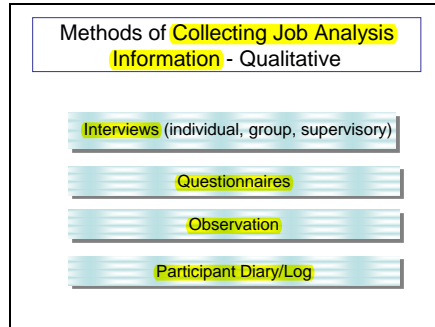 Methods of Collecting Job Analysis
Information - Qualitative
Interviews (individual, group, supervisory)
Questionnaires
Observation
Participant Diary/Log